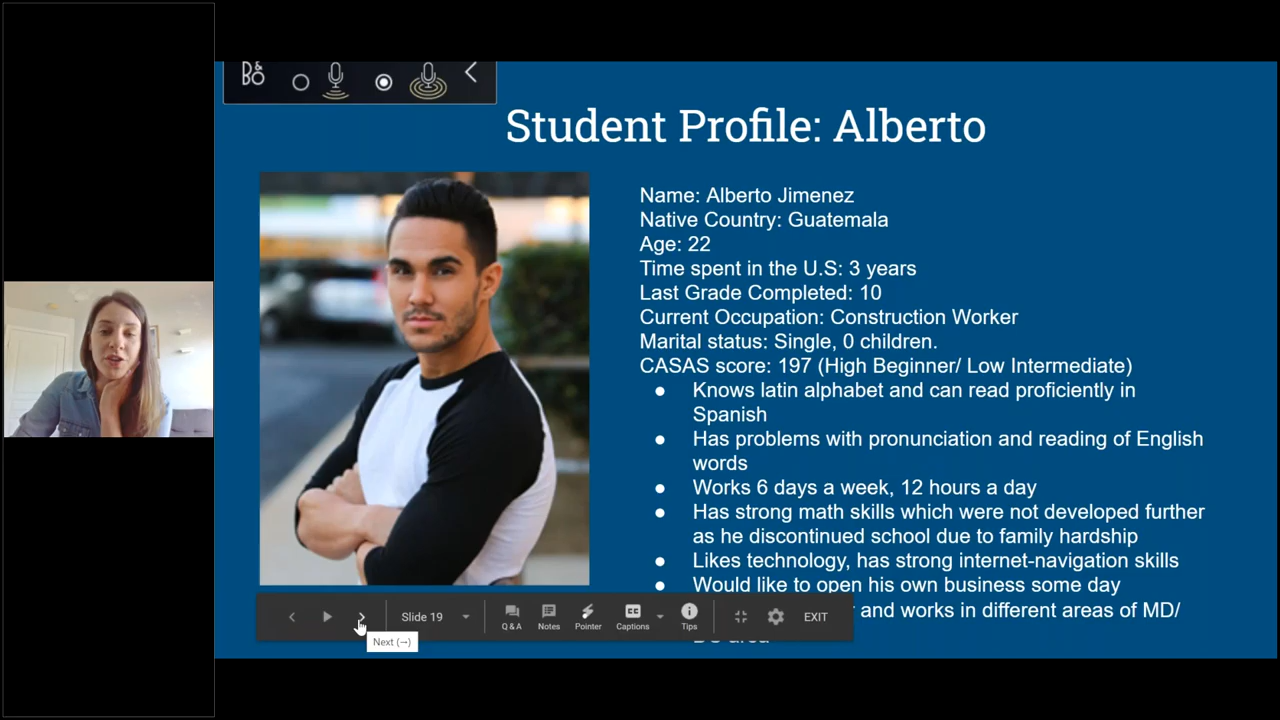 B&
BO
Student Profile: Alberto
Name: Alberto Jimenez
Native Country: Guatemala
Age: 22
Time spent in the U.S: 3 years
Last Grade Completed: 10
Current Occupation: Construction Worker
Marital status: Single, 0 children.
CASAS score: 197 (High Beginner/ Low Intermediate)
● Knows latin alphabet and can read proficiently in
Spanish
● Has problems with pronunciation and reading of English
words
● Works 6 days a week, 12 hours a day
● Has strong math skills which were not developed further
as he discontinued school due to family hardship
● Likes technology, has strong internet-navigation skills
● Would like to open his own business some day
and works in different areas of MD/
area
Slide 19
Q & A
Notes
Pointer
Captions
Tips
EXIT
Next (→)